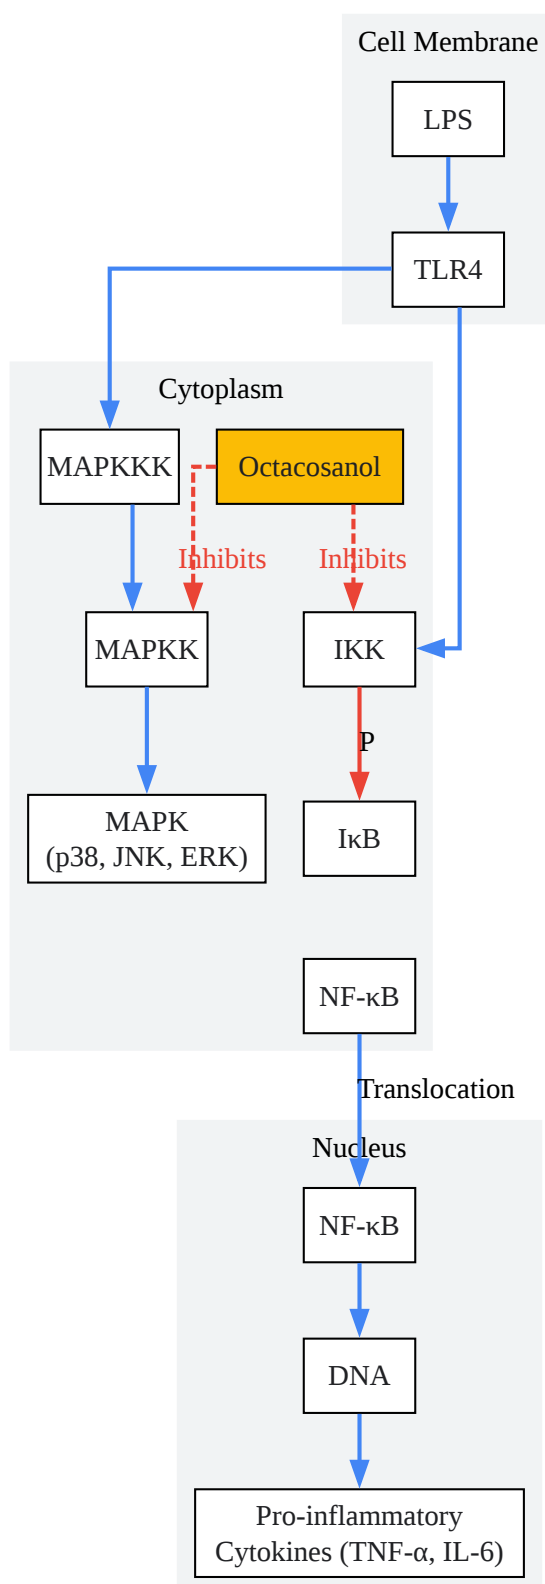 Cell Membrane
LPS
TLR4
Cytoplasm
MAPKKK
Octacosanol
Inhibits
Inhibits
MAPKK
IKK
P
MAPK
(p38, JNK, ERK)
IκB
NF-κB
Translocation
Nucleus
NF-κB
DNA
Pro-inflammatory
Cytokines (TNF-α, IL-6)